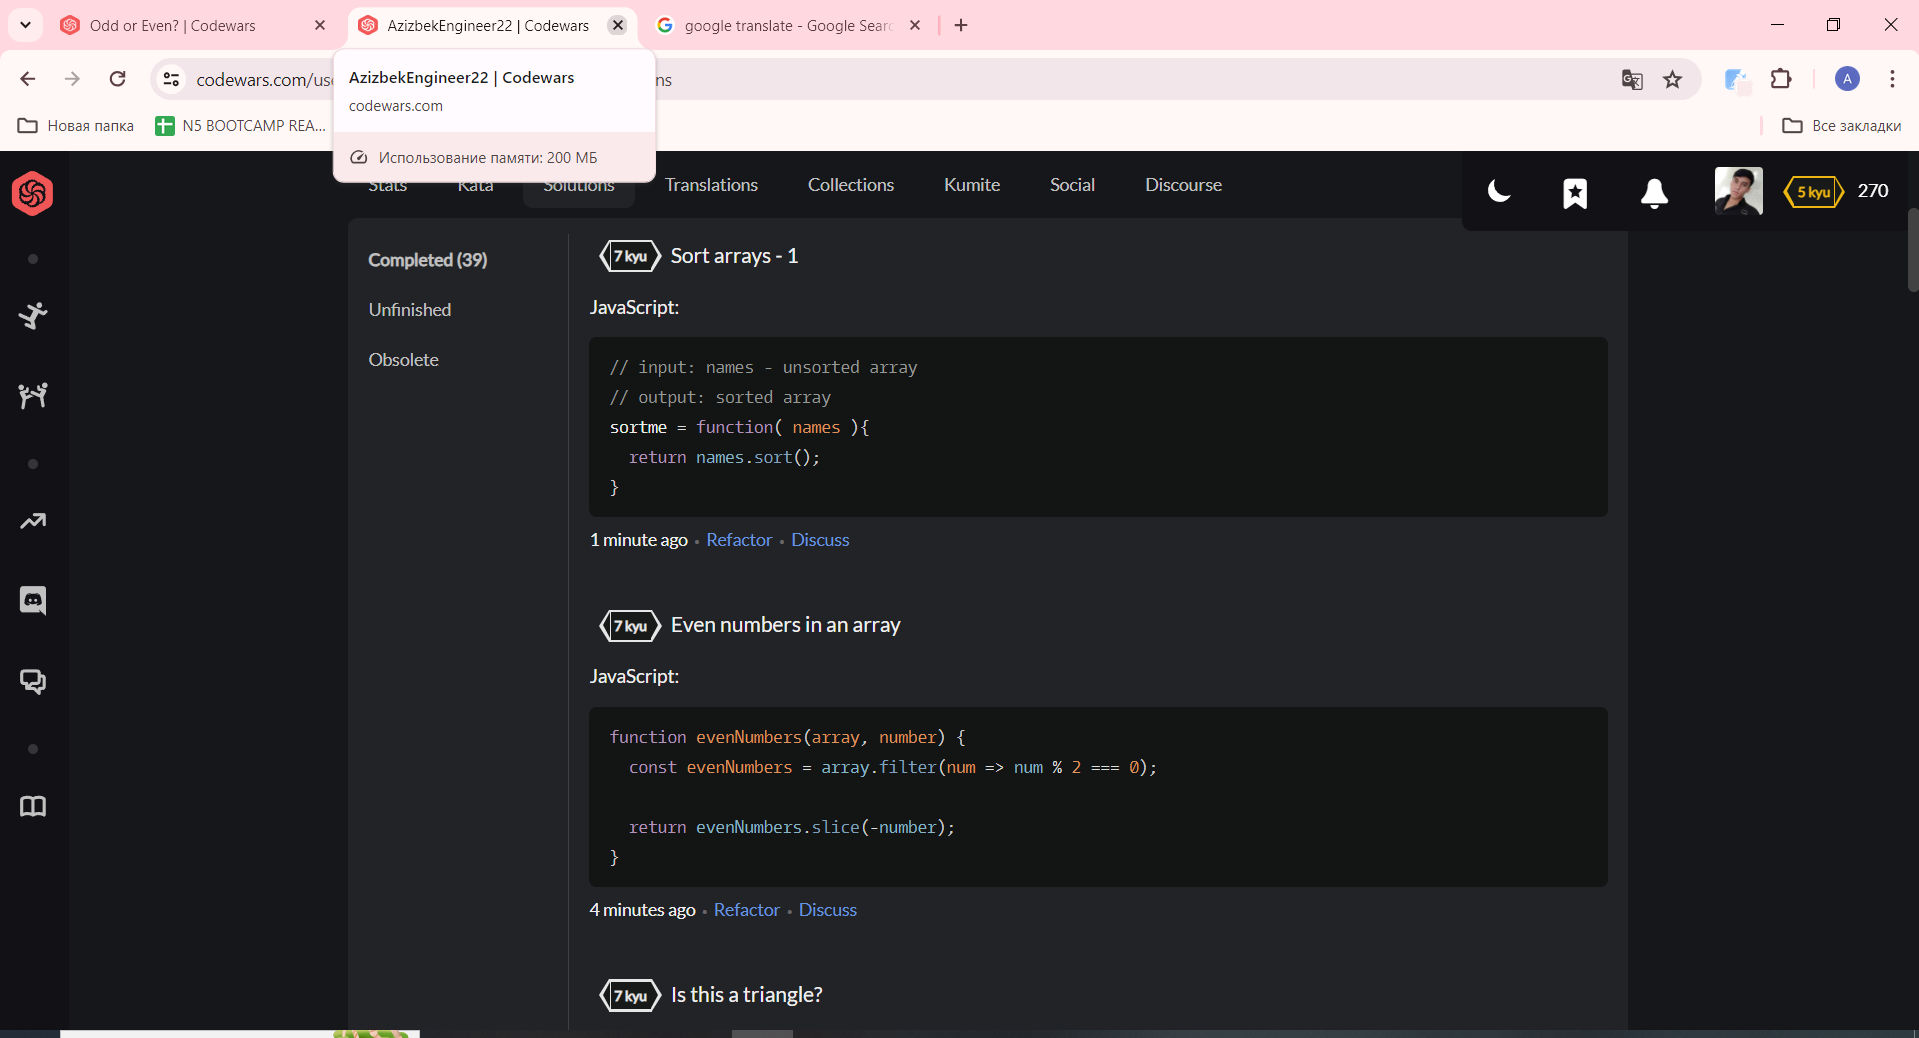 Odd or Even? | Codewars
AzizbekEngineer22 | Codewars
google translate - Google Sear
codewars.com/us
ns
A
AzizbekEngineer22 | Codewars
codewars.com
Использование памяти: 200 МБ
Новая папка
N5 BOOTCAMP REA...
Все закладки
Stats
Kata
Solutions
Translations
Collections
Kumite
Social
Discourse
5 kyu
270
Completed (39)
Unfinished
Obsolete
7 kyu
Sort arrays - 1
JavaScript:
// input: names - unsorted array
// output: sorted array
sortme = function( names ){
return names.sort();
}
1 minute ago • Refactor • Discuss
7 kyu
Even numbers in an array
JavaScript:
function evenNumbers(array, number) {
const evenNumbers = array.filter(num => num % 2 === 0);
return evenNumbers.slice(-number);
}
4 minutes ago • Refactor • Discuss
7 kyu
Is this a triangle?